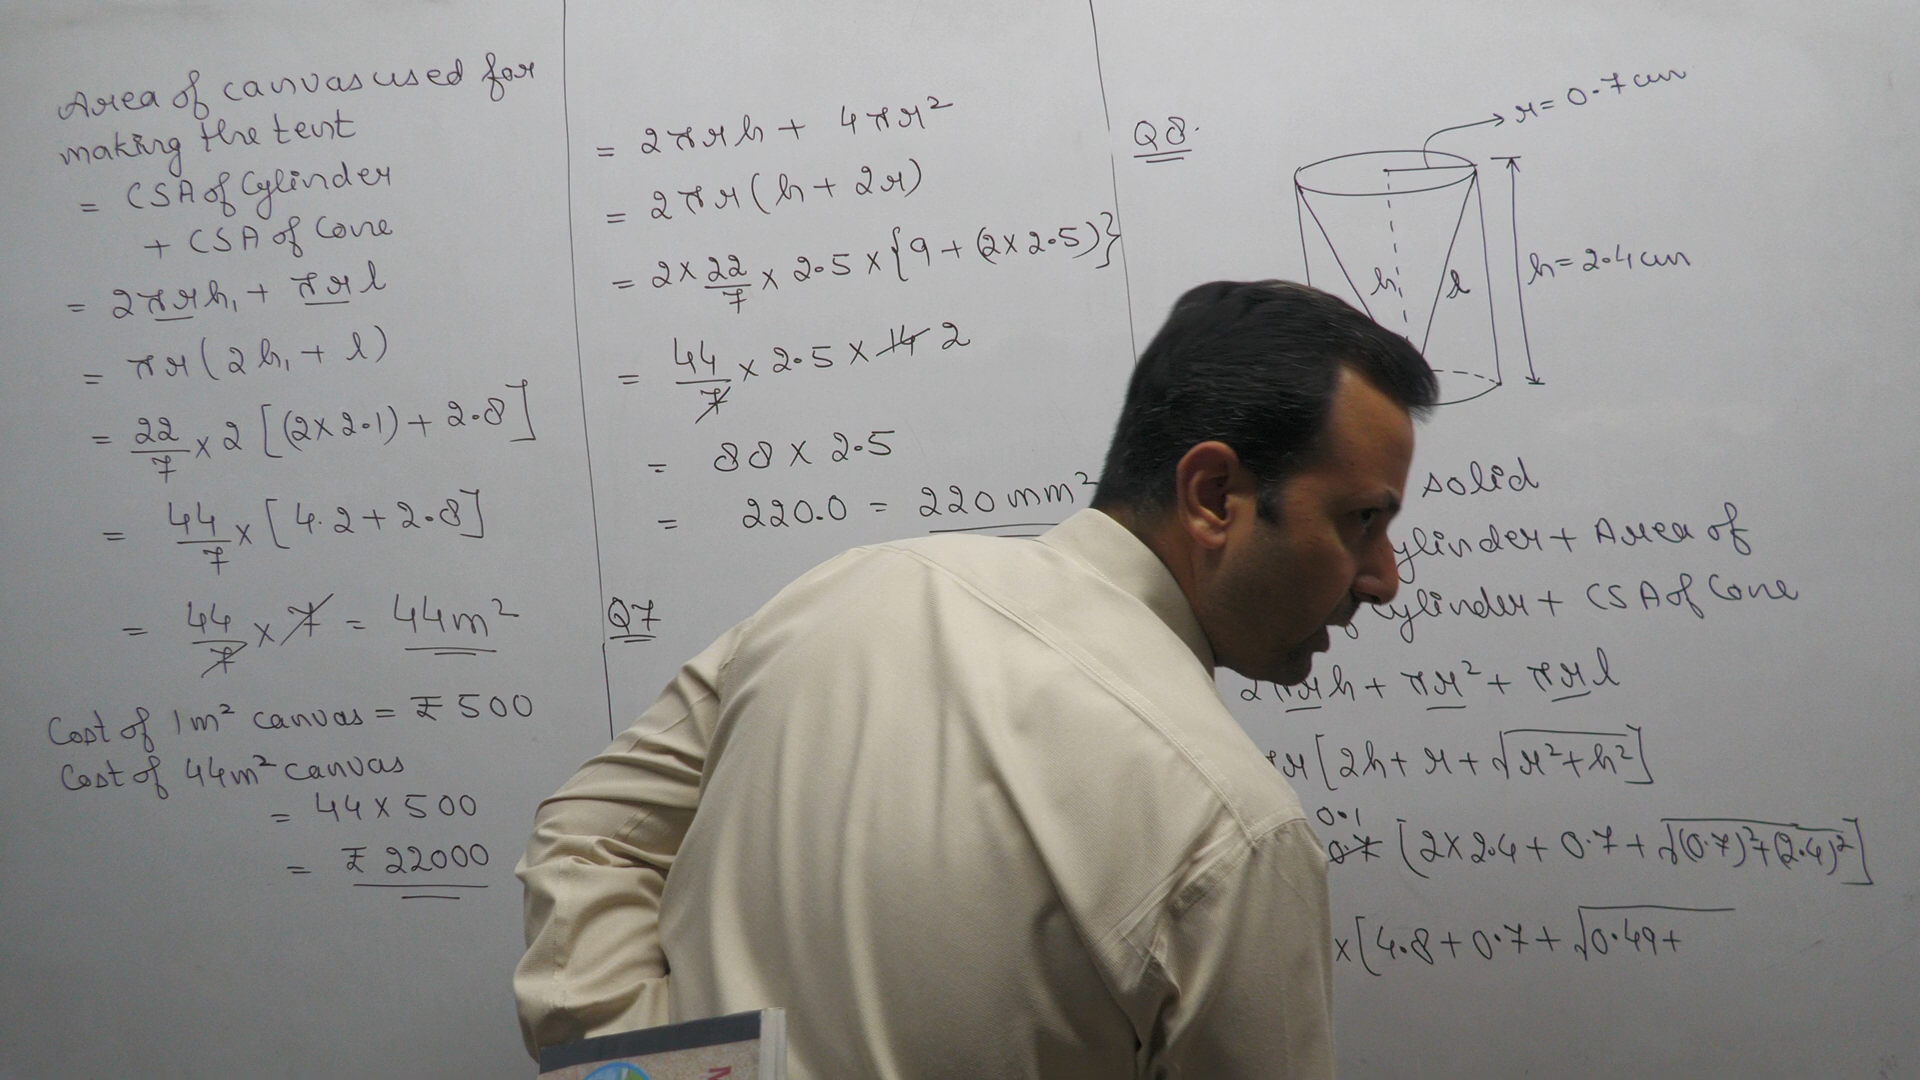 Area of canvas used for
making the tent
= CSA of Cylinder
+ CSA of Cone
= 2πrh₁ + πrl
= πr(2h₁ + l)
= 22/7 × 2 [(2×2.1) + 2.8]
= 44/7 × [4.2 + 2.8]
= 44/7 × 7 = 44m²
Cost of 1m² canvas = ₹ 500
Cost of 44m² canvas
= 44 × 500
= ₹ 22000
= 2πrh + 4πr²
= 2πr(h + 2r)
= 2 × 22/7 × 2.5 × {9 + (2×2.5)}
= 44/7 × 2.5 × 14 2
= 88 × 2.5
= 220.0 = 220 mm²
Q7
Q8.
r = 0.7 cm
h l
h = 2.4 cm
solid
ylinder + Area of
ylinder + CSA of Cone
2πrh + πr² + πrl
r[2h + r + √r²+h²]
0.1
0.7 [2×2.4 + 0.7 + √(0.7)²+(2.4)²]
× [4.8 + 0.7 + √0.49+